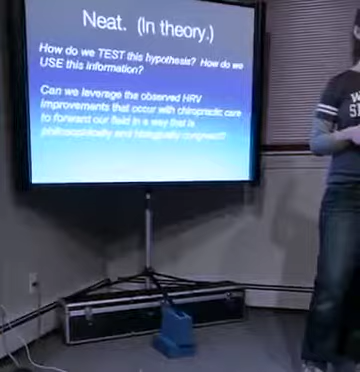 Neat. (In theory.)
How do we TEST this hypothesis? How do we
USE this information?
Can we leverage the observed HRV
improvements that occur with chiropractic care
to forward our field in a way that is
philosophically and biologically congruent?